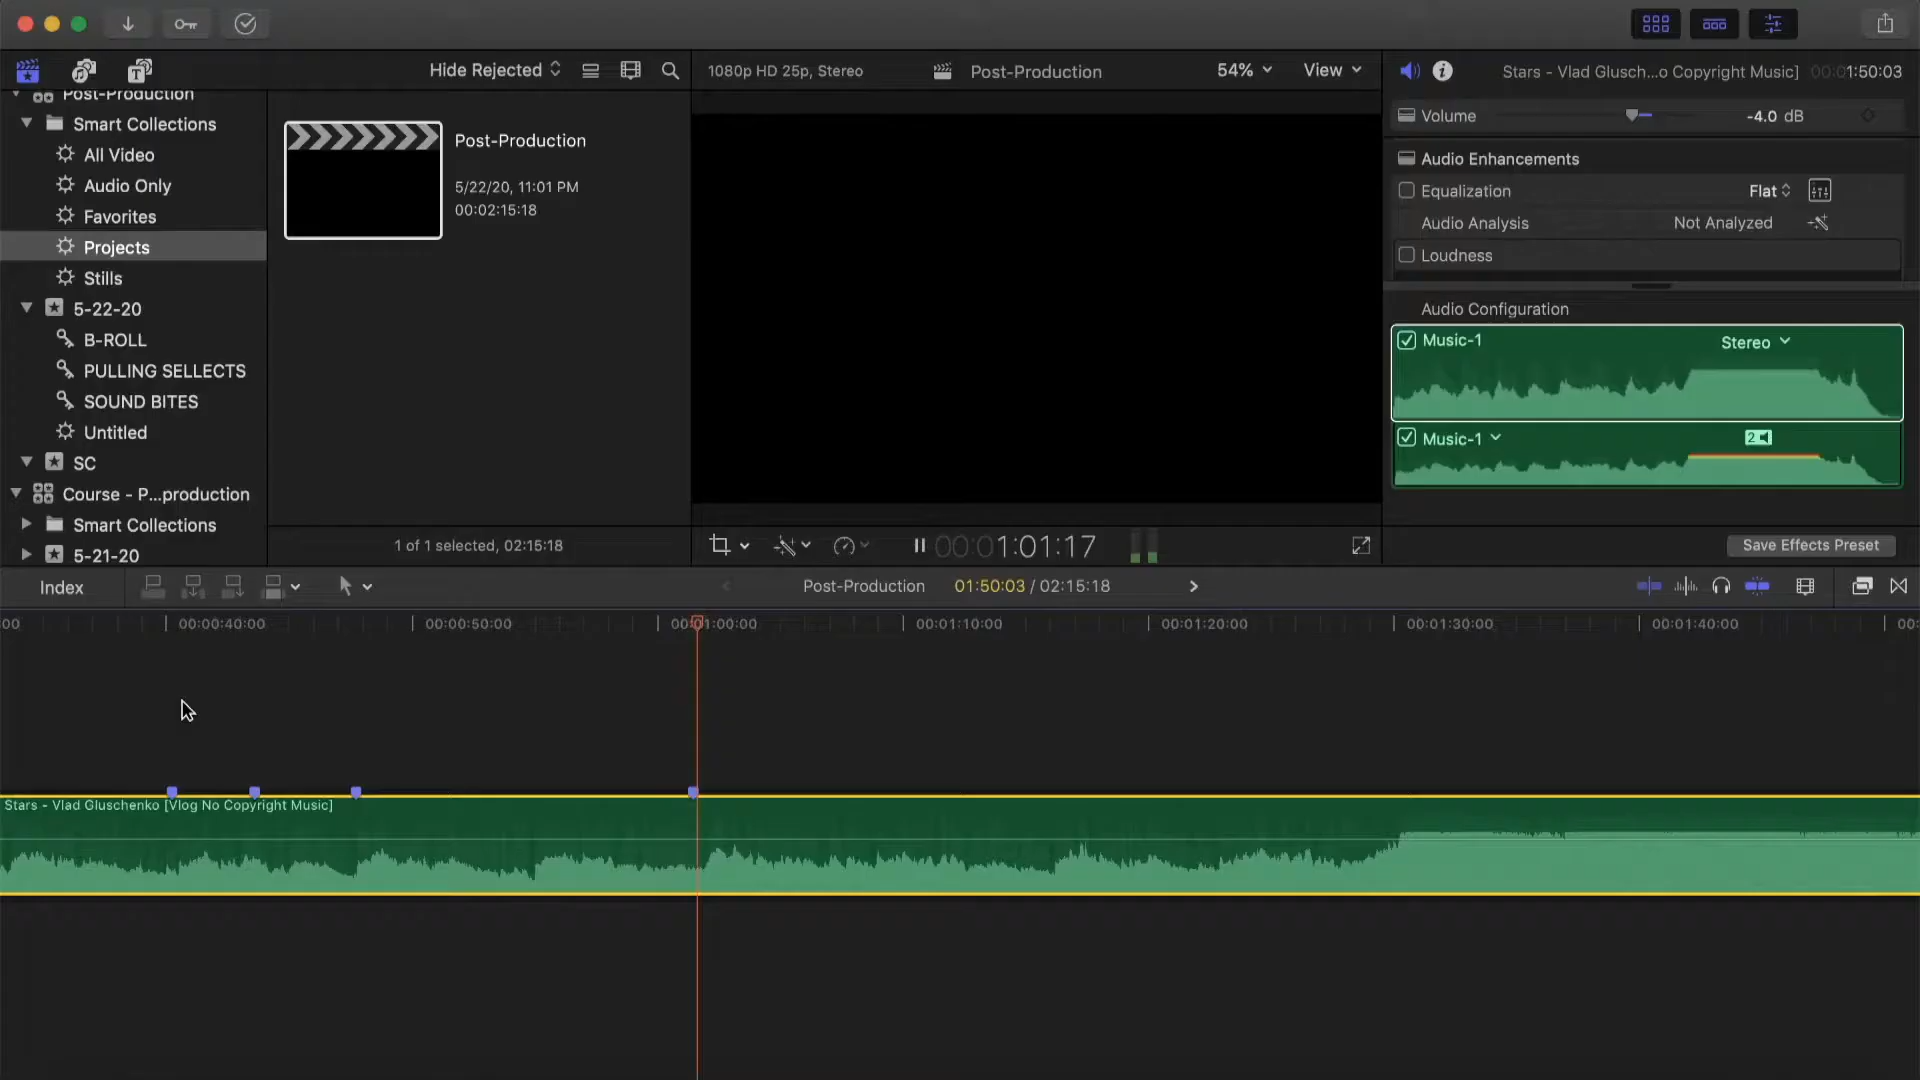 Hide Rejected
1080p HD 25p, Stereo
Post-Production
54%
View
Stars - Vlad Glusch...o Copyright Music]
00:01:50:03
Post-Production
Smart Collections
All Video
Audio Only
Favorites
Projects
Stills
5-22-20
B-ROLL
PULLING SELLECTS
SOUND BITES
Untitled
SC
Course - P...production
Smart Collections
5-21-20
Post-Production
5/22/20, 11:01 PM
00:02:15:18
1 of 1 selected, 02:15:18
00:00:1:01:17
Volume
-4.0 dB
Audio Enhancements
Equalization
Flat
Audio Analysis
Not Analyzed
Loudness
Audio Configuration
Music-1
Stereo
Music-1
2
Save Effects Preset
Index
Post-Production
01:50:03 / 02:15:18
00
00:00:40:00
00:00:50:00
00:01:00:00
00:01:10:00
00:01:20:00
00:01:30:00
00:01:40:00
00:
Stars - Vlad Gluschenko [Vlog No Copyright Music]